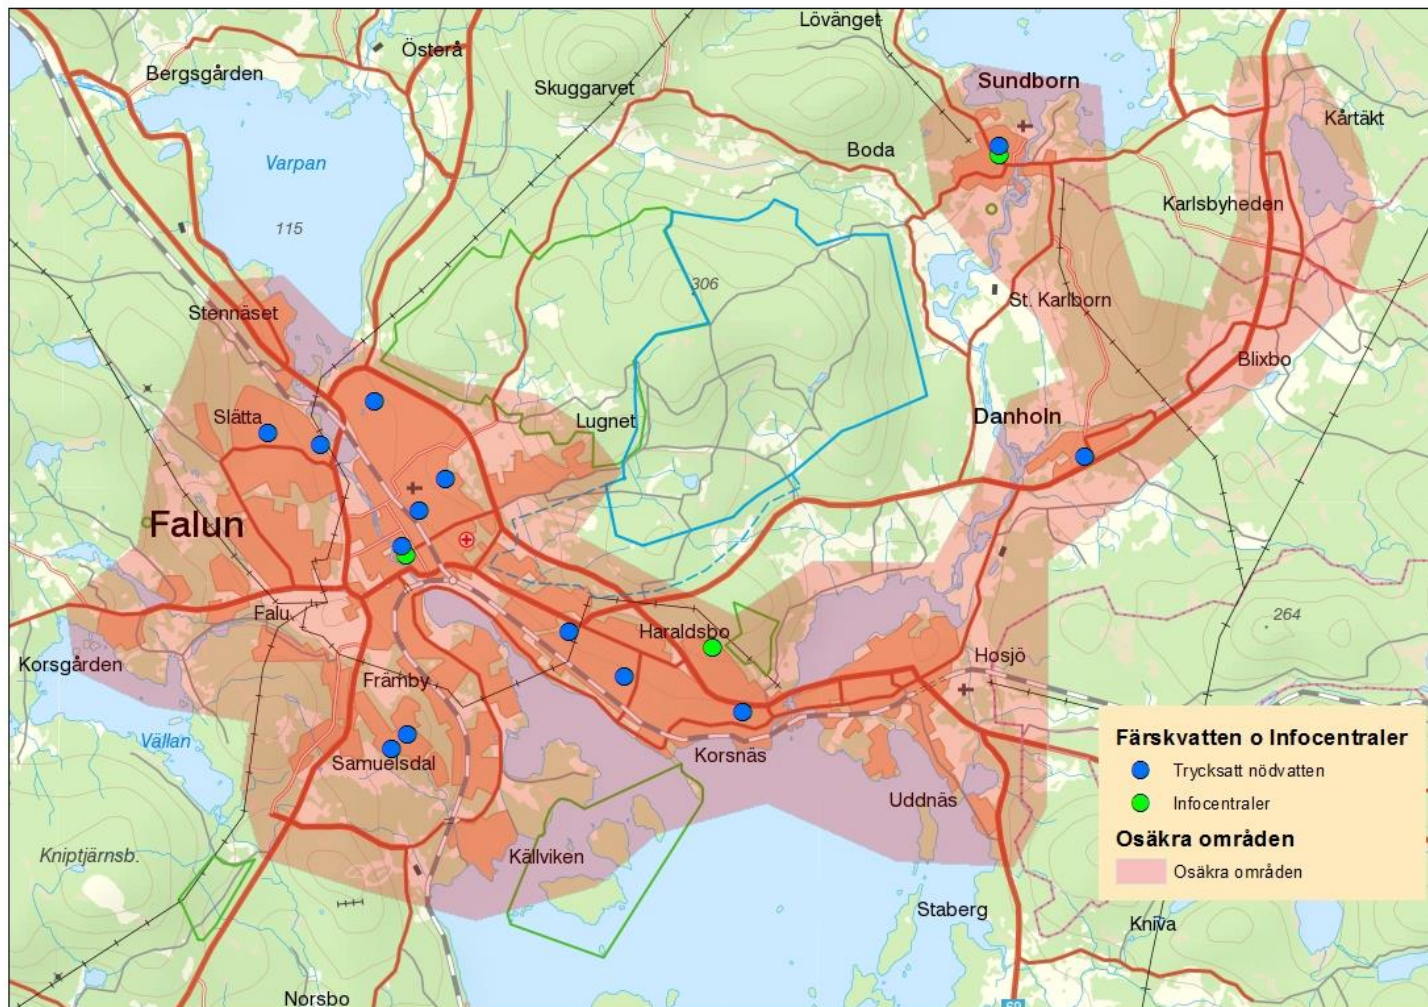 Lövänget
Österå
Bergsgården
Skuggarvet
Sundborn
Kårtäkt
Boda
Varpan
Karlsbyheden
115
306
St. Karlborn
Stennäset
Blixbo
Slätta
Lugnet
Danholn
Falun
Falu.
Haraldsbo
264
Korsgården
Främby
Hosjö
Vällan
Samuelsdal
Korsnäs
Uddnäs
Kniptjärnsb.
Källviken
Staberg
Kniva
Norsbo
Färskvatten o Infocentraler
Trycksatt nödvatten
Infocentraler
Osäkra områden
Osäkra områden